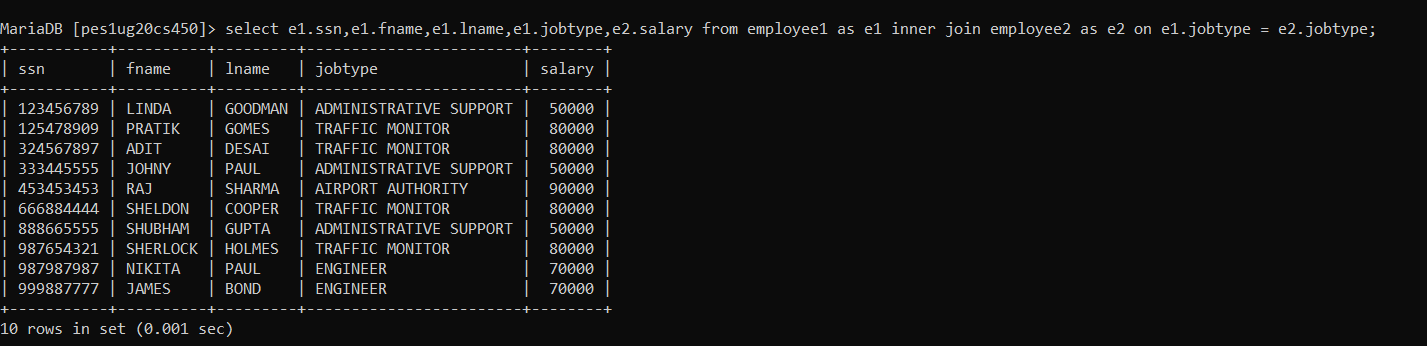 MariaDB [pes1ug20cs450]> select e1.ssn,e1.fname,e1.lname,e1.jobtype,e2.salary from employee1 as e1 inner join employee2 as e2 on e1.jobtype = e2.jobtype;
+-----------+----------+---------+------------------------+--------+
| ssn       | fname    | lname   | jobtype                | salary |
+-----------+----------+---------+------------------------+--------+
| 123456789 | LINDA    | GOODMAN | ADMINISTRATIVE SUPPORT |  50000 |
| 125478909 | PRATIK   | GOMES   | TRAFFIC MONITOR        |  80000 |
| 324567897 | ADIT     | DESAI   | TRAFFIC MONITOR        |  80000 |
| 333445555 | JOHNY    | PAUL    | ADMINISTRATIVE SUPPORT |  50000 |
| 453453453 | RAJ      | SHARMA  | AIRPORT AUTHORITY      |  90000 |
| 666884444 | SHELDON  | COOPER  | TRAFFIC MONITOR        |  80000 |
| 888665555 | SHUBHAM  | GUPTA   | ADMINISTRATIVE SUPPORT |  50000 |
| 987654321 | SHERLOCK | HOLMES  | TRAFFIC MONITOR        |  80000 |
| 987987987 | NIKITA   | PAUL    | ENGINEER               |  70000 |
| 999887777 | JAMES    | BOND    | ENGINEER               |  70000 |
+-----------+----------+---------+------------------------+--------+
10 rows in set (0.001 sec)